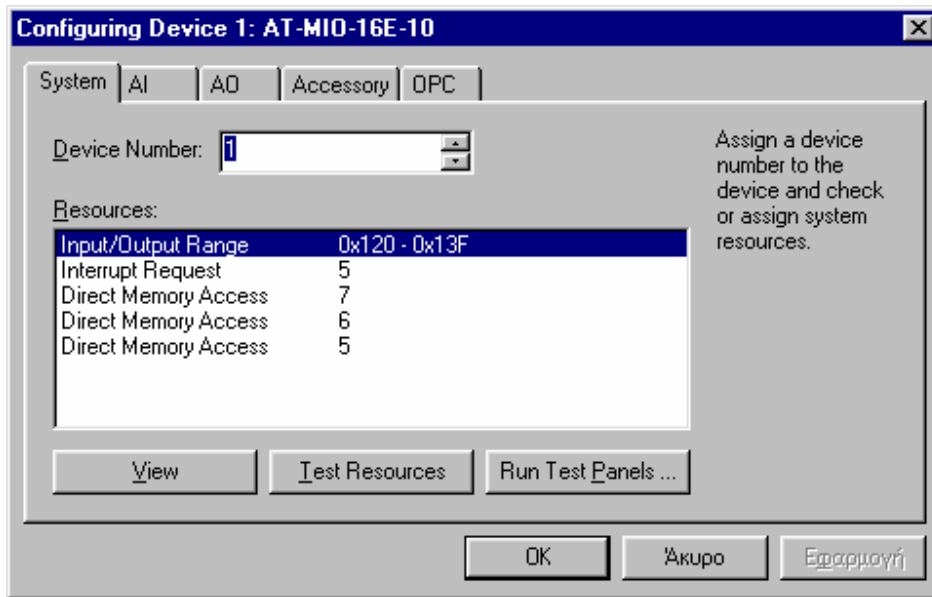 Configuring Device 1: AT-MIO-16E-10
System AI AO Accessory OPC
Device Number: 1
Assign a device
number to the
device and check
or assign system
resources.
Resources:
Input/Output Range 0x120 - 0x13F
Interrupt Request 5
Direct Memory Access 7
Direct Memory Access 6
Direct Memory Access 5
View Test Resources Run Test Panels ...
OK Άκυρο Εφαρμογή